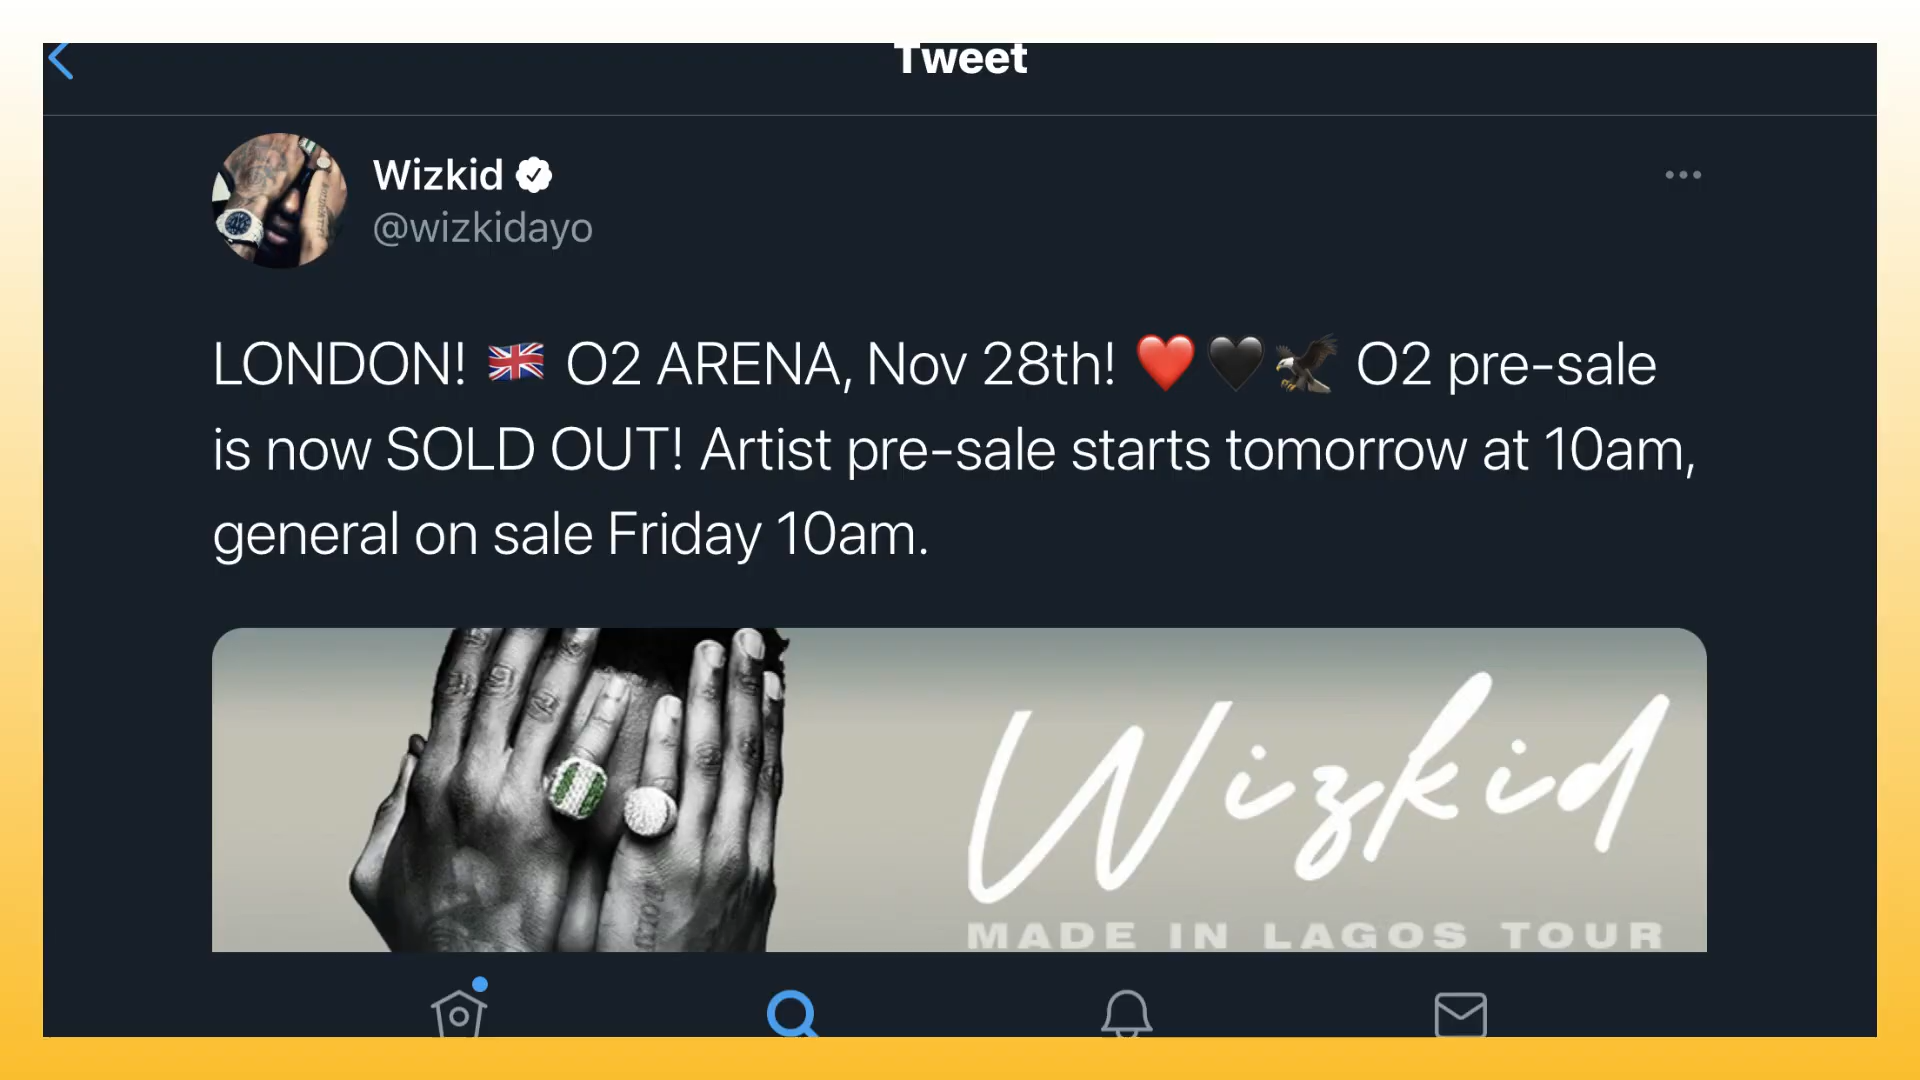 Tweet
Wizkid
@wizkidayo
LONDON! 🇬🇧 O2 ARENA, Nov 28th! ❤️🖤🦅 O2 pre-sale
is now SOLD OUT! Artist pre-sale starts tomorrow at 10am,
general on sale Friday 10am.
Wizkid
MADE IN LAGOS TOUR